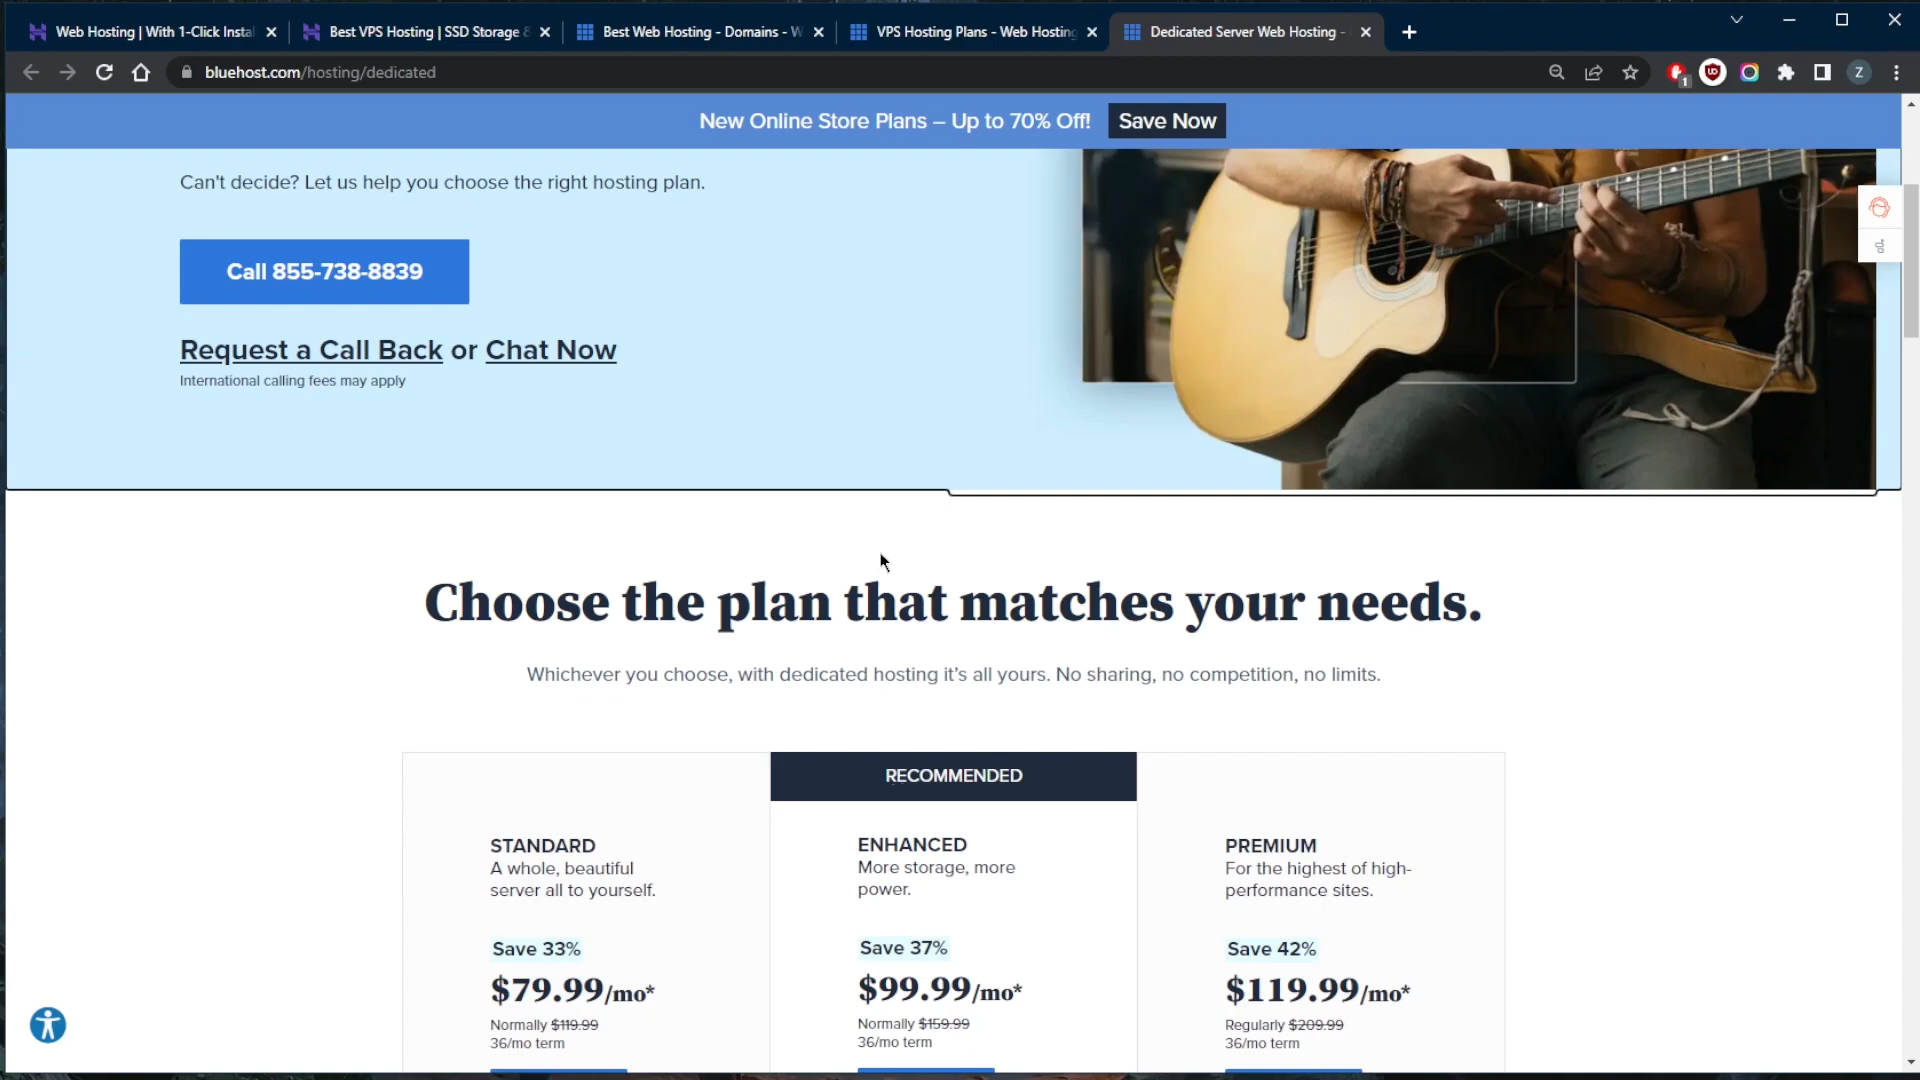 Web Hosting | With 1-Click Instal
Best VPS Hosting | SSD Storage &
Best Web Hosting - Domains - W
VPS Hosting Plans - Web Hosting
Dedicated Server Web Hosting -
bluehost.com/hosting/dedicated
1
Z
New Online Store Plans – Up to 70% Off!
Save Now
Can't decide? Let us help you choose the right hosting plan.
Call 855-738-8839
Request a Call Back or Chat Now
International calling fees may apply
Choose the plan that matches your needs.
Whichever you choose, with dedicated hosting it’s all yours. No sharing, no competition, no limits.
RECOMMENDED
STANDARD
A whole, beautiful
server all to yourself.
Save 33%
$79.99/mo*
Normally $119.99
36/mo term
ENHANCED
More storage, more
power.
Save 37%
$99.99/mo*
Normally $159.99
36/mo term
PREMIUM
For the highest of high-
performance sites.
Save 42%
$119.99/mo*
Regularly $209.99
36/mo term